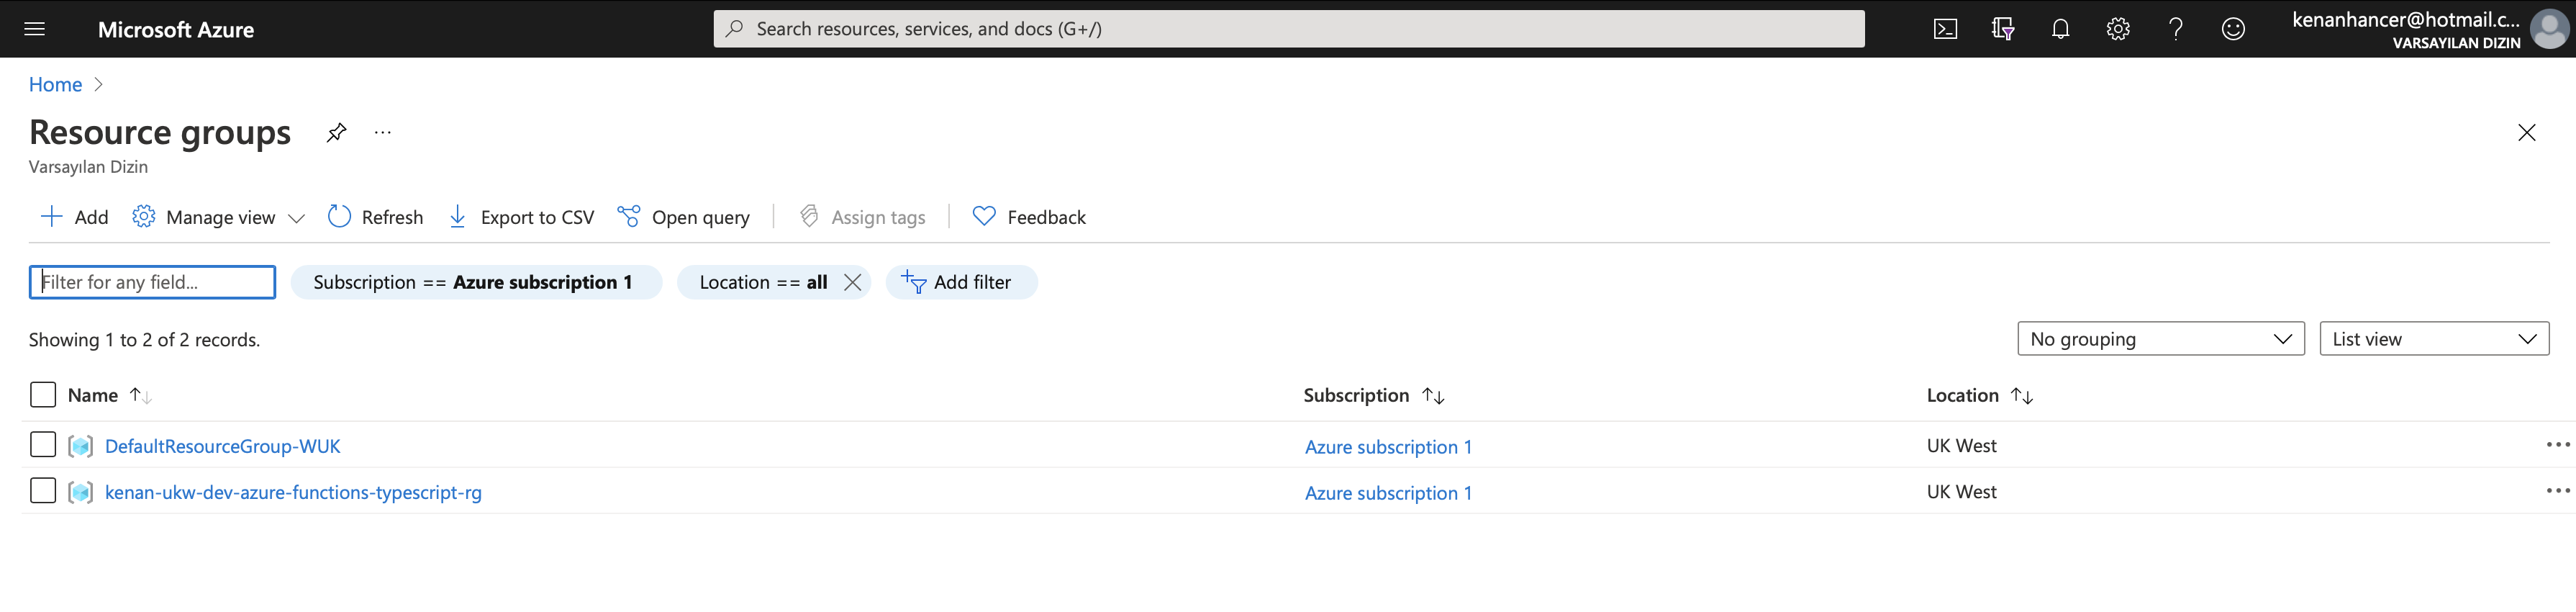 Microsoft Azure
Search resources, services, and docs (G+/)
kenanhancer@hotmail.c...
VARSAYILAN DIZIN
Home
Resource groups
Varsayılan Dizin
Add
Manage view
Refresh
Export to CSV
Open query
Assign tags
Feedback
Filter for any field...
Subscription == Azure subscription 1
Location == all
Add filter
Showing 1 to 2 of 2 records.
No grouping
List view
Name
Subscription
Location
DefaultResourceGroup-WUK
Azure subscription 1
UK West
kenan-ukw-dev-azure-functions-typescript-rg
Azure subscription 1
UK West